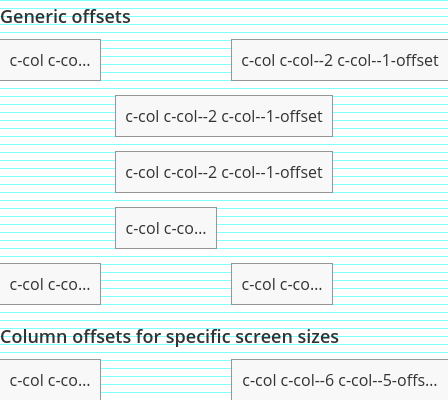 Generic offsets
c-col c-co... c-col c-col--2 c-col--1-offset
c-col c-col--2 c-col--1-offset
c-col c-col--2 c-col--1-offset
c-col c-co...
c-col c-co... c-col c-co...
Column offsets for specific screen sizes
c-col c-co... c-col c-col--6 c-col--5-offs...